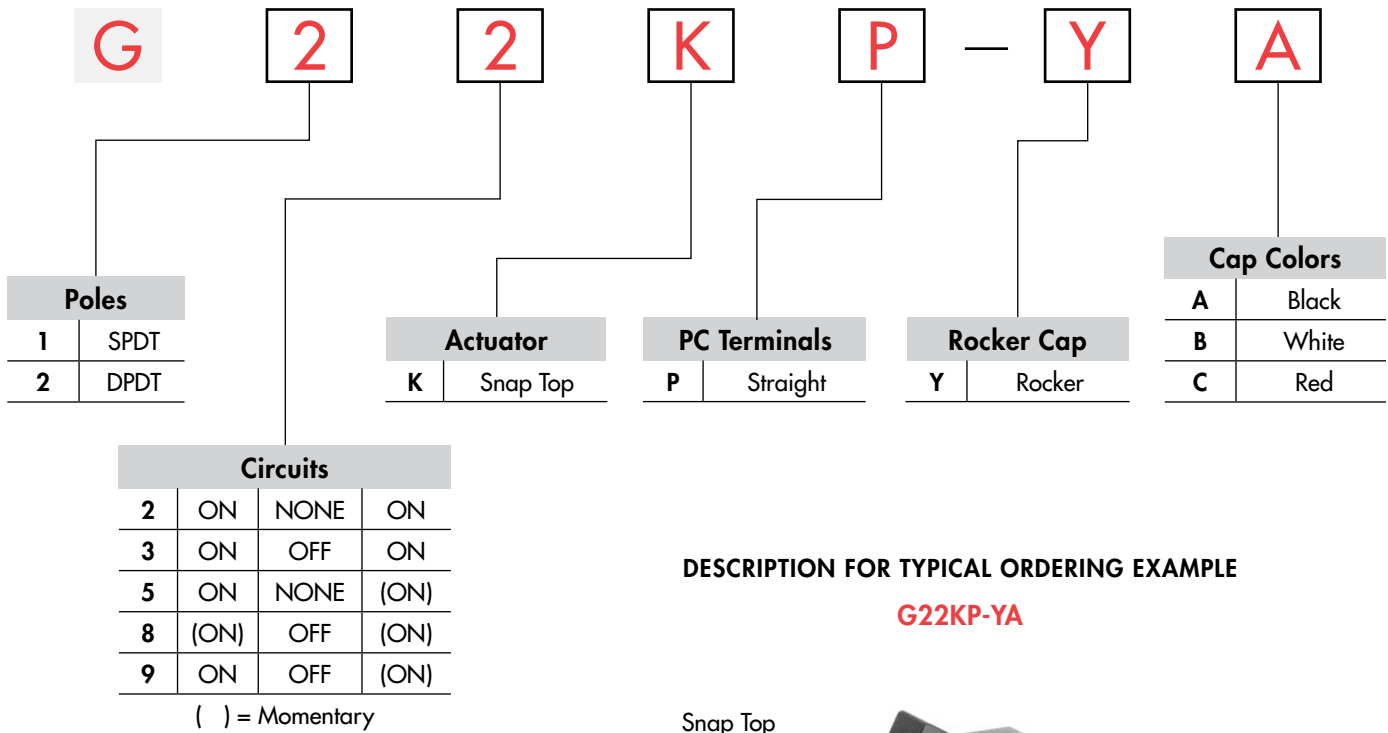 G 2 2 K P — Y A
Poles
1 SPDT
2 DPDT
Circuits
2 ON NONE ON
3 ON OFF ON
5 ON NONE (ON)
8 (ON) OFF (ON)
9 ON OFF (ON)
( ) = Momentary
Actuator
K Snap Top
PC Terminals
P Straight
Rocker Cap
Y Rocker
Cap Colors
A Black
B White
C Red
DESCRIPTION FOR TYPICAL ORDERING EXAMPLE
G22KP-YA
Snap Top